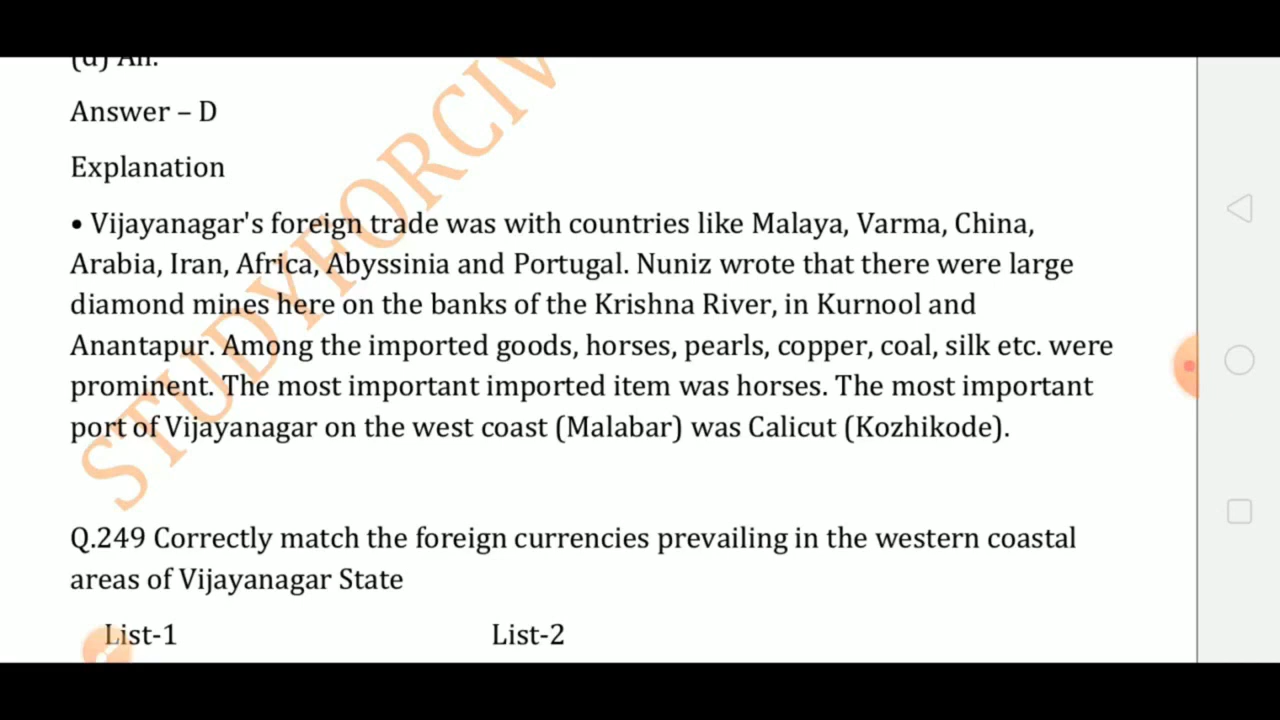 (d) All.
Answer – D
Explanation
• Vijayanagar's foreign trade was with countries like Malaya, Varma, China,
Arabia, Iran, Africa, Abyssinia and Portugal. Nuniz wrote that there were large
diamond mines here on the banks of the Krishna River, in Kurnool and
Anantapur. Among the imported goods, horses, pearls, copper, coal, silk etc. were
prominent. The most important imported item was horses. The most important
port of Vijayanagar on the west coast (Malabar) was Calicut (Kozhikode).
Q.249 Correctly match the foreign currencies prevailing in the western coastal
areas of Vijayanagar State
List-1 List-2
STUDYFORCIV